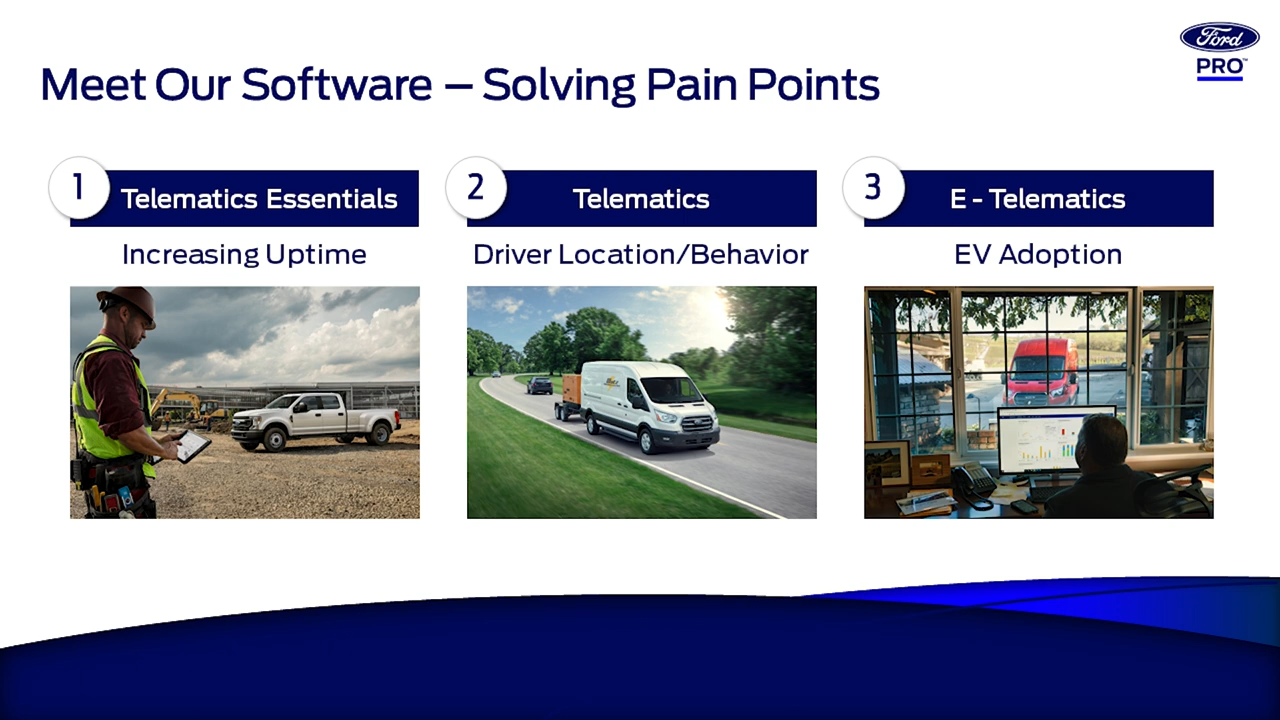 Ford
PRO™
Meet Our Software – Solving Pain Points
1
Telematics Essentials
Increasing Uptime
2
Telematics
Driver Location/Behavior
3
E - Telematics
EV Adoption